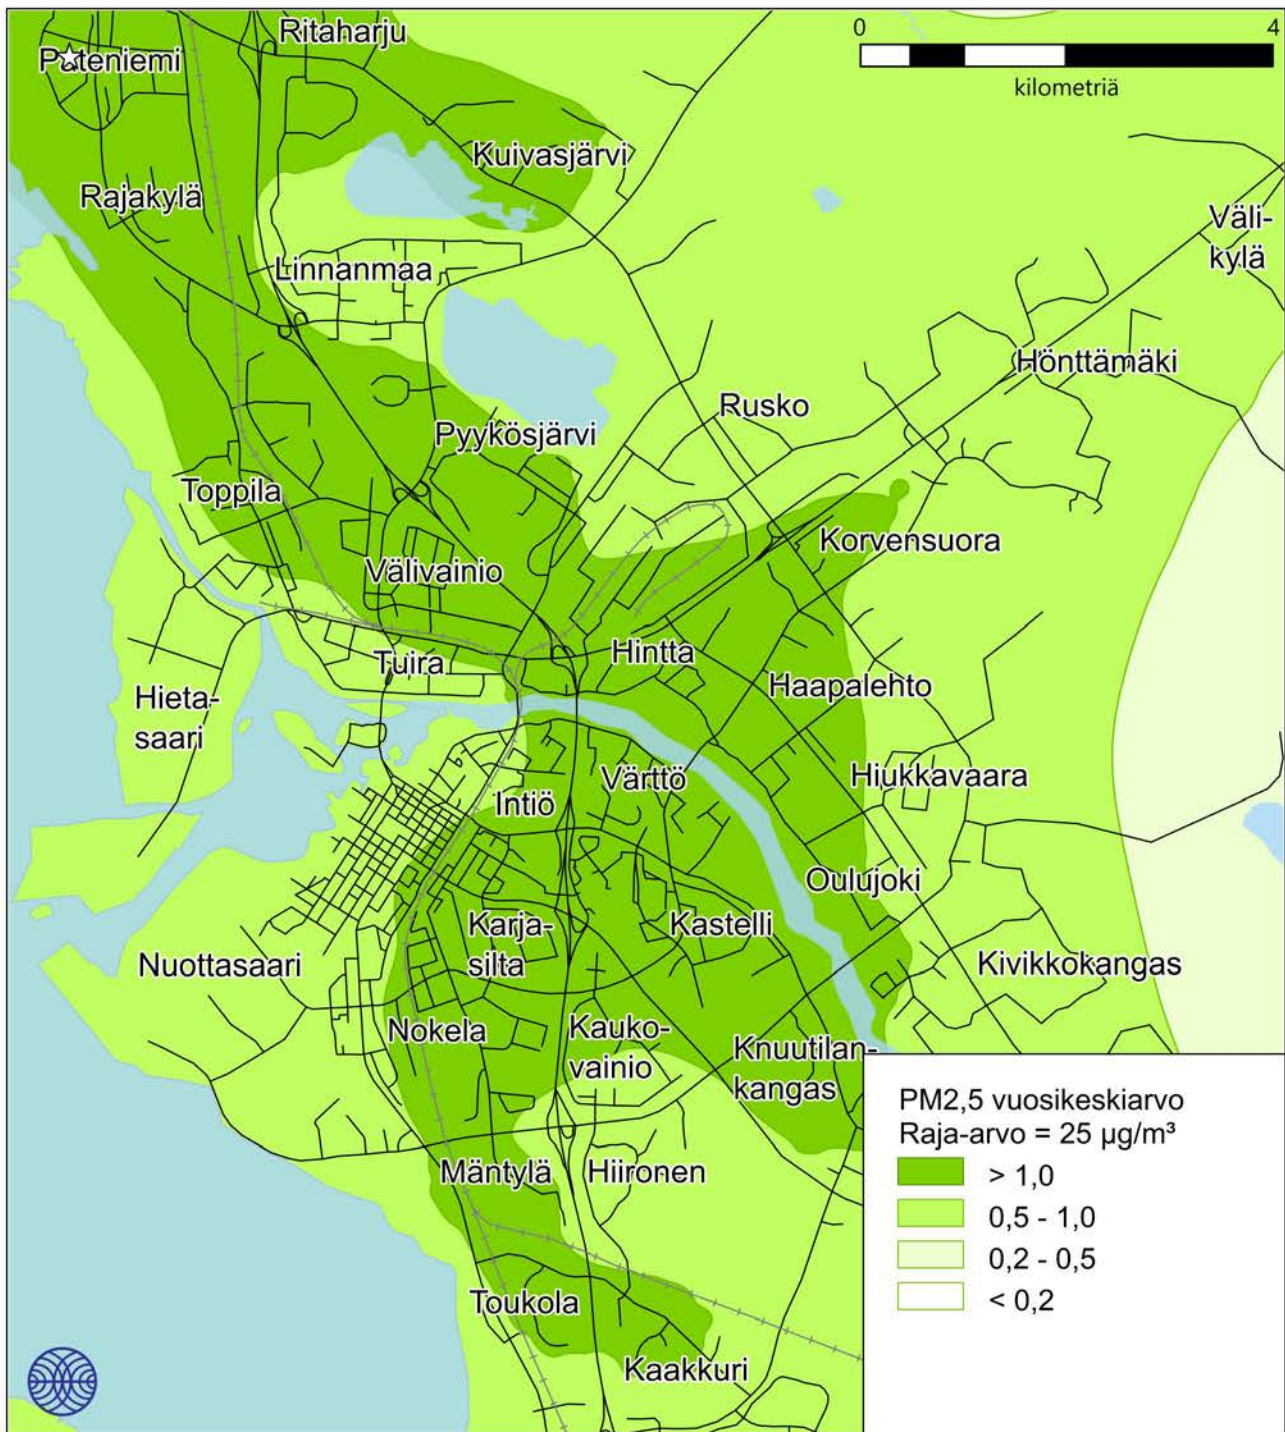 Ritaharju
0
4
Pateniemi
kilometriä
Kuivasjärvi
Rajakylä
Väli-
kylä
Linnanmaa
Hönttämäki
Rusko
Pyykösjärvi
Toppila
Korvensuora
Välivainio
Hintta
Tuira
Haapalehto
Hieta-
saari
Värttö
Hiukkavaara
Intiö
Oulujoki
Karja-
silta
Kastelli
Nuottasaari
Kivikkokangas
Nokela
Kauko-
vainio
Knuutilan-
kangas
Mäntylä
Hiironen
Toukola
Kaakkuri
PM2,5 vuosikeskiarvo
Raja-arvo = 25 µg/m³
> 1,0
0,5 - 1,0
0,2 - 0,5
< 0,2